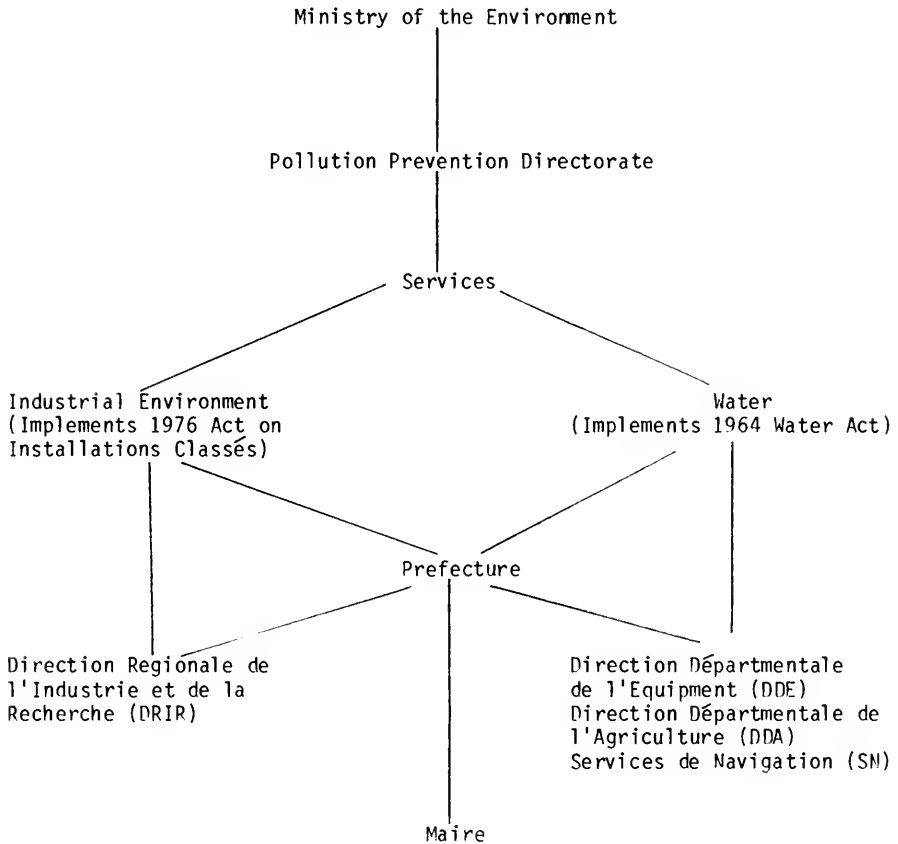 Ministry of the Environment
Pollution Prevention Directorate
Services
Industrial Environment
(Implements 1976 Act on
Installations Classés)
Water
(Implements 1964 Water Act)
Prefecture
Direction Regionale de
l'Industrie et de la
Recherche (DRIR)
Direction Départmentale
de l'Equipment (DDE)
Direction Départmentale de
l'Agriculture (DDA)
Services de Navigation (SN)
Maire